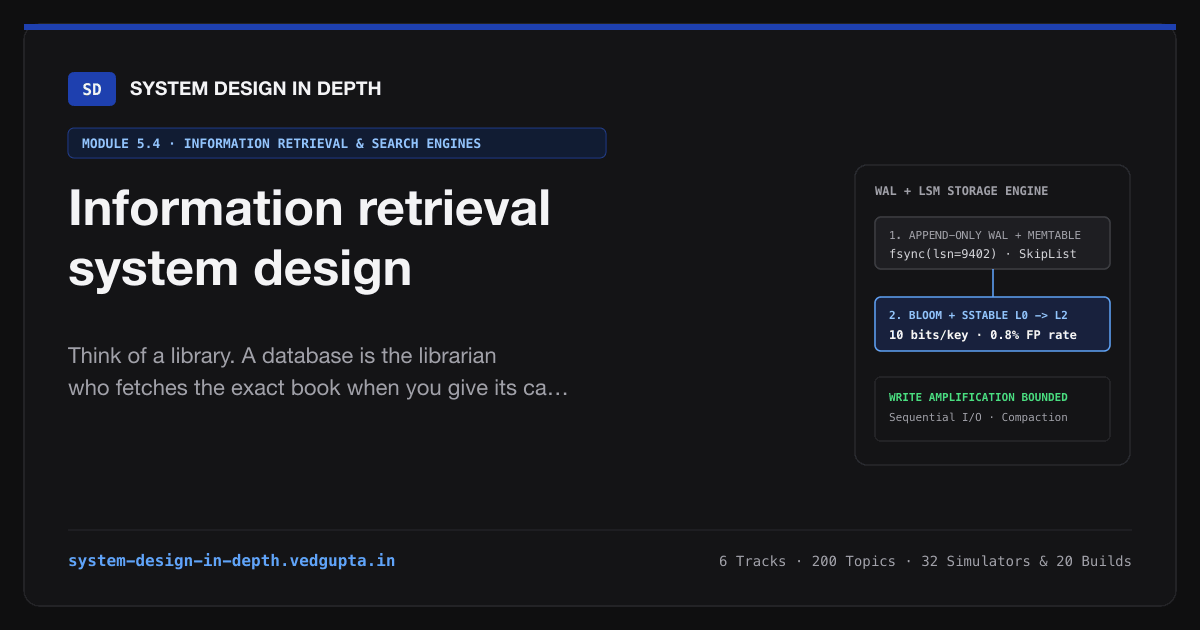 SD
SYSTEM DESIGN IN DEPTH
MODULE 5.4 · INFORMATION RETRIEVAL & SEARCH ENGINES
Information retrieval
system design
Think of a library. A database is the librarian
who fetches the exact book when you give its ca…
WAL + LSM STORAGE ENGINE
1. APPEND-ONLY WAL + MEMTABLE
fsync(lsn=9402) · SkipList
2. BLOOM + SSTABLE L0 -> L2
10 bits/key · 0.8% FP rate
WRITE AMPLIFICATION BOUNDED
Sequential I/O · Compaction
system-design-in-depth.vedgupta.in
6 Tracks · 200 Topics · 32 Simulators & 20 Builds